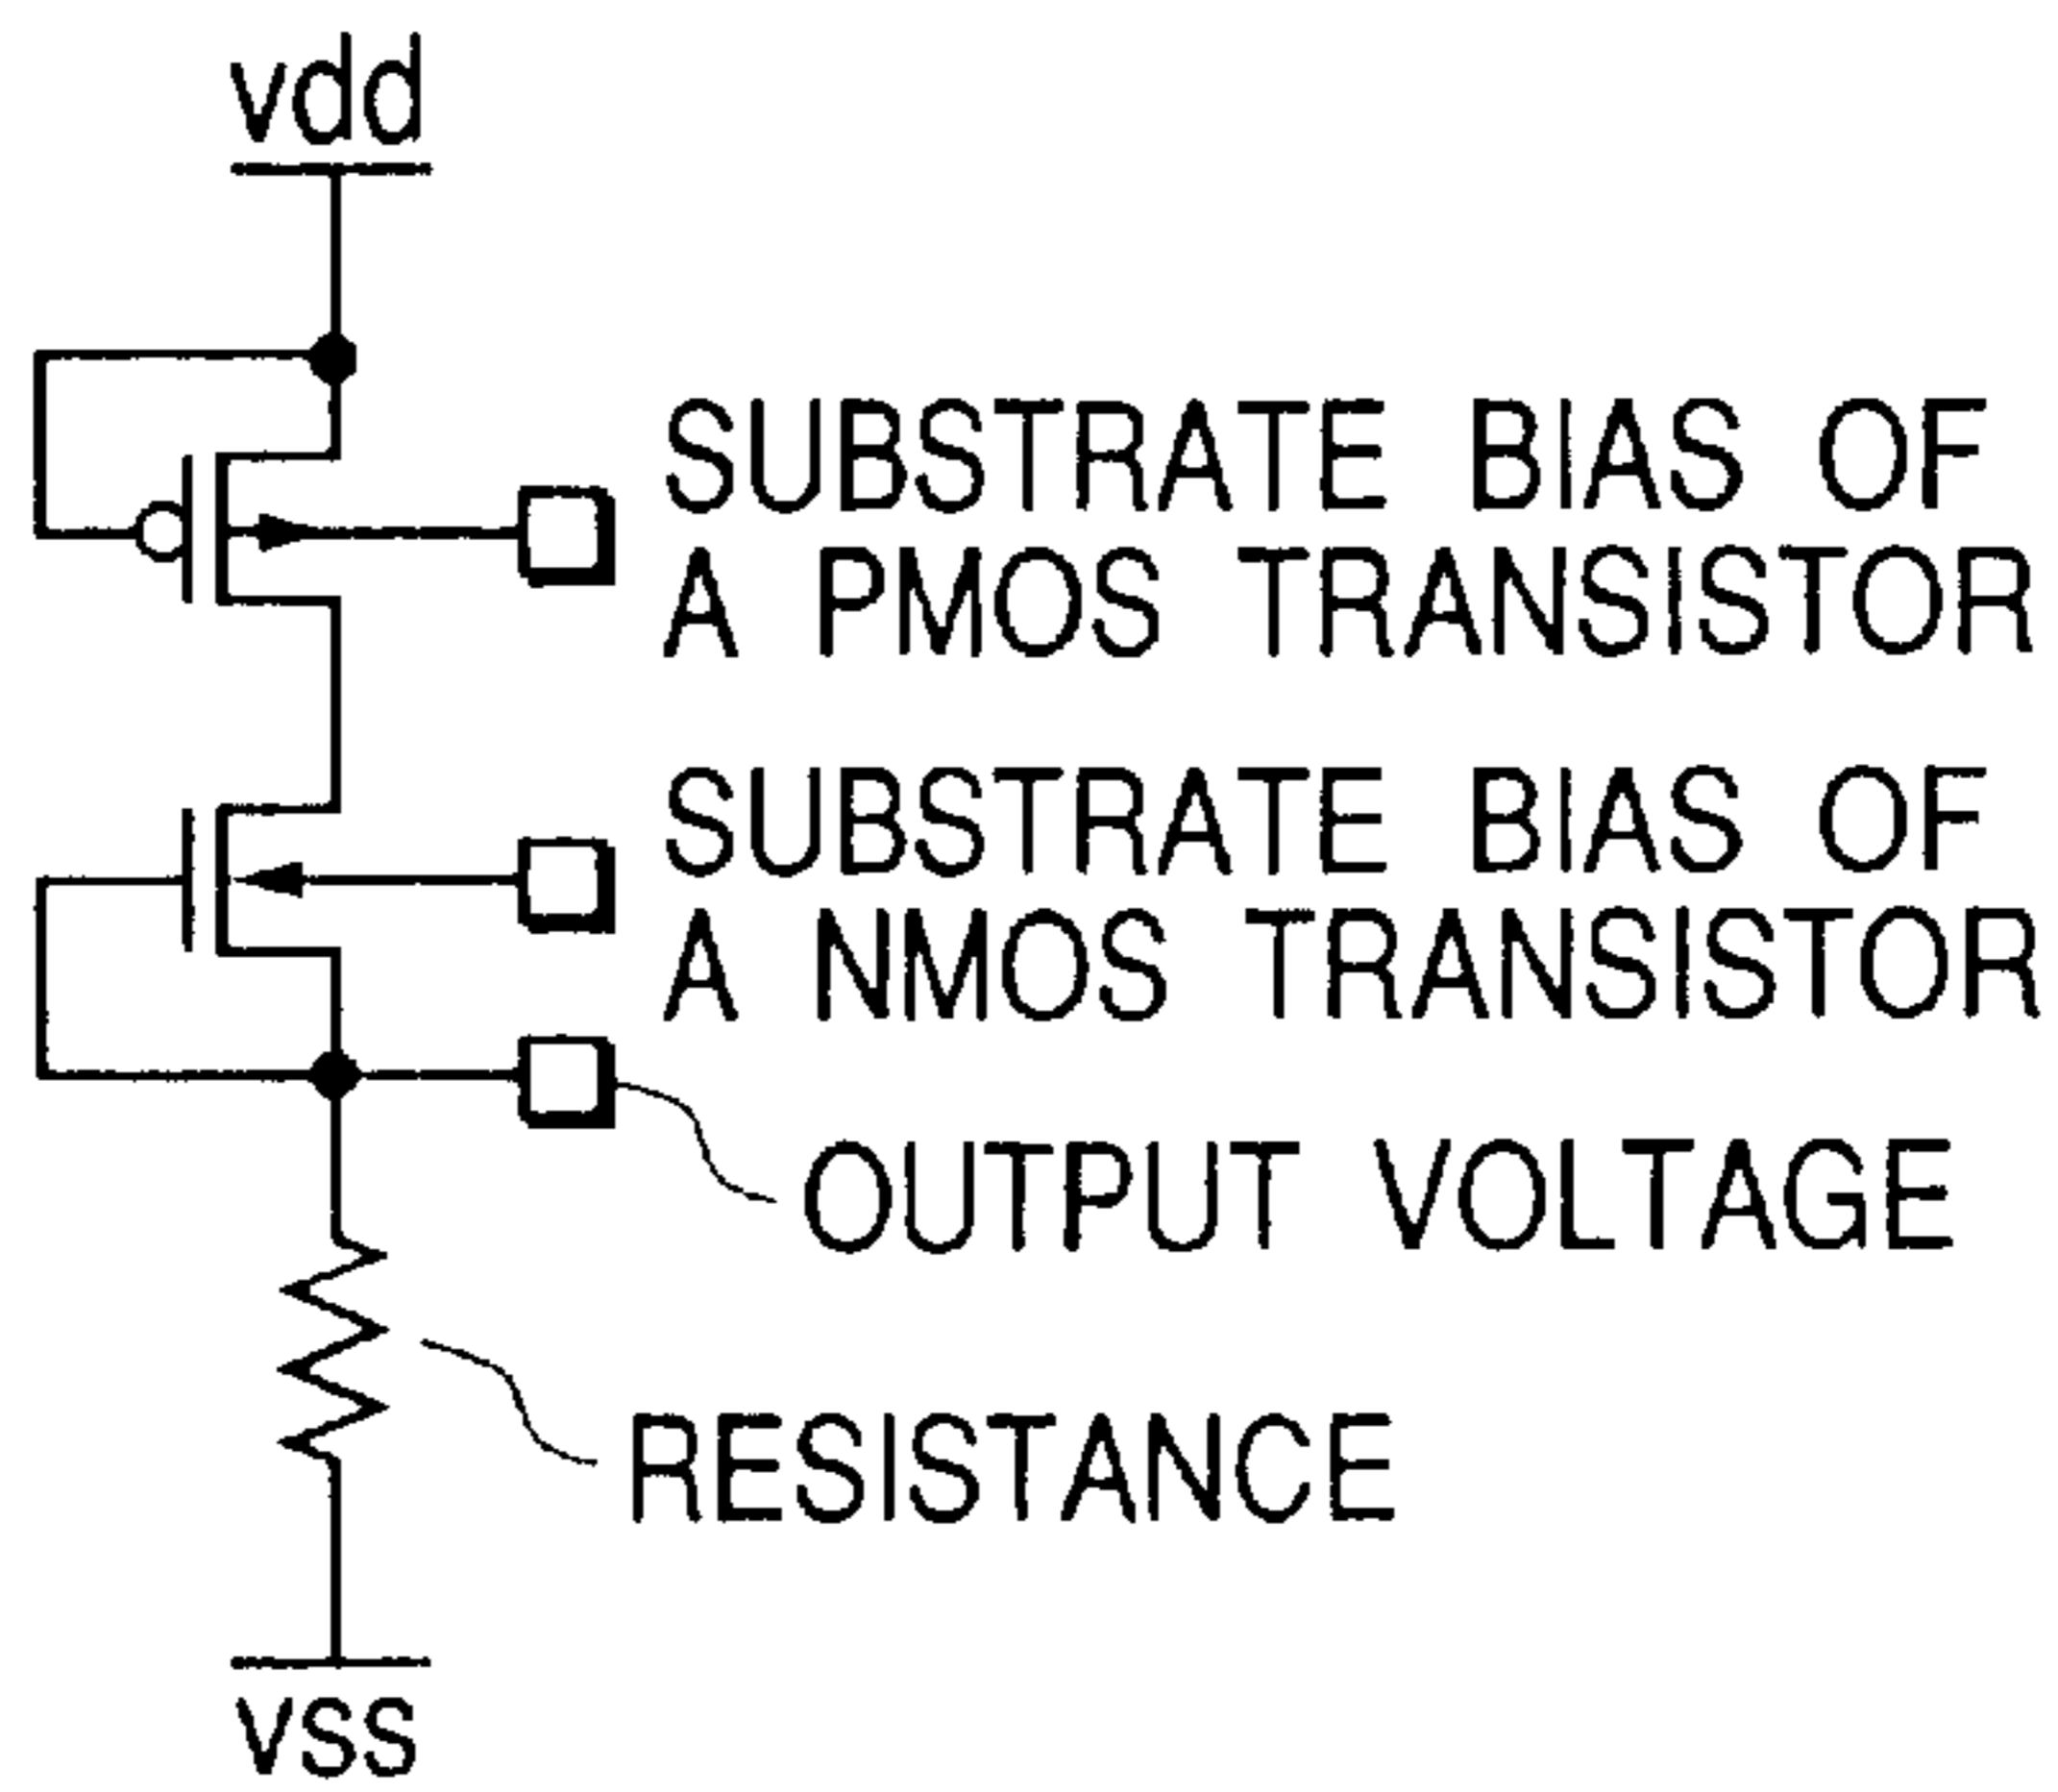 vdd
SUBSTRATE BIAS OF
A PMOS TRANSISTOR
SUBSTRATE BIAS OF
A NMOS TRANSISTOR
OUTPUT VOLTAGE
RESISTANCE
vss